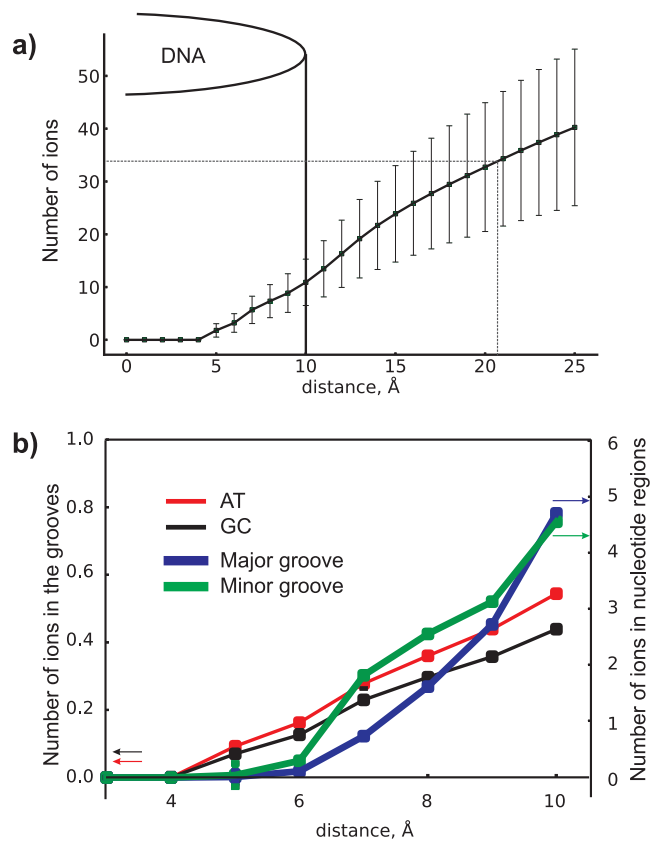 a)
DNA
Number of ions
50
40
30
20
10
0
0 5 10 15 20 25
distance, Å
b)
Number of ions in the grooves
1.0
0.8
0.6
0.4
0.2
0.0
AT
GC
Major groove
Minor groove
6
5
4
3
2
1
0
Number of ions in nucleotide regions
4 6 8 10
distance, Å